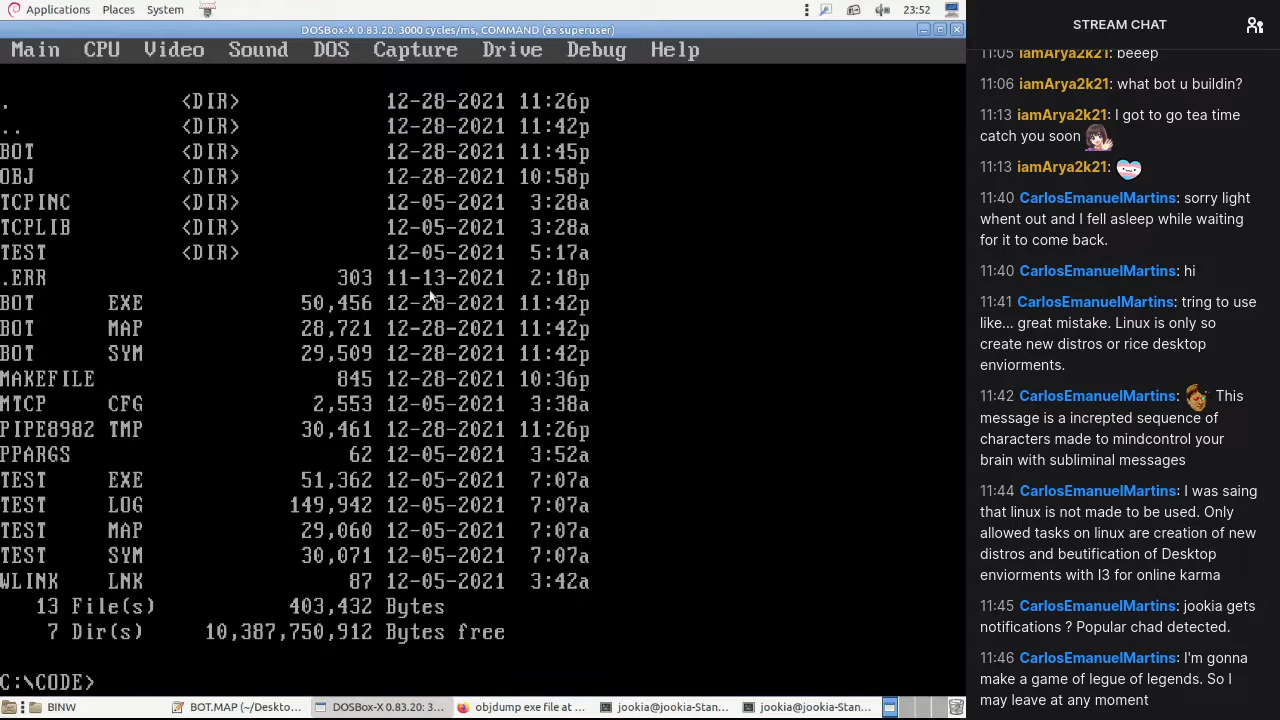 Applications Places System
23:52
DOSBox-X 0.83.20: 3000 cycles/ms, COMMAND (as superuser)
Main CPU Video Sound DOS Capture Drive Debug Help
. <DIR> 12-28-2021 11:26p
.. <DIR> 12-28-2021 11:42p
BOT <DIR> 12-28-2021 11:45p
OBJ <DIR> 12-28-2021 10:58p
TCPINC <DIR> 12-05-2021 3:28a
TCPLIB <DIR> 12-05-2021 3:28a
TEST <DIR> 12-05-2021 5:17a
.ERR 303 11-13-2021 2:18p
BOT EXE 50,456 12-28-2021 11:42p
BOT MAP 28,721 12-28-2021 11:42p
BOT SYM 29,509 12-28-2021 11:42p
MAKEFILE 845 12-28-2021 10:36p
MTCP CFG 2,553 12-05-2021 3:38a
PIPE8982 TMP 30,461 12-28-2021 11:26p
PPARGS 62 12-05-2021 3:52a
TEST EXE 51,362 12-05-2021 7:07a
TEST LOG 149,942 12-05-2021 7:07a
TEST MAP 29,060 12-05-2021 7:07a
TEST SYM 30,071 12-05-2021 7:07a
WLINK LNK 87 12-05-2021 3:42a
13 File(s) 403,432 Bytes
7 Dir(s) 10,387,750,912 Bytes free
C:\CODE>
BINW
BOT.MAP (~/Deskto...
DOSBox-X 0.83.20: 3...
objdump exe file at ...
jookia@jookia-Stan...
jookia@jookia-Stan...
STREAM CHAT
11:05 iamArya2k21: beeep
11:06 iamArya2k21: what bot u buildin?
11:13 iamArya2k21: I got to go tea time
catch you soon
11:13 iamArya2k21:
11:40 CarlosEmanuelMartins: sorry light
whent out and I fell asleep while waiting
for it to come back.
11:40 CarlosEmanuelMartins: hi
11:41 CarlosEmanuelMartins: tring to use
like... great mistake. Linux is only so
create new distros or rice desktop
enviorments.
11:42 CarlosEmanuelMartins: This
message is a increpted sequence of
characters made to mindcontrol your
brain with subliminal messages
11:44 CarlosEmanuelMartins: I was saing
that linux is not made to be used. Only
allowed tasks on linux are creation of new
distros and beutification of Desktop
enviorments with I3 for online karma
11:45 CarlosEmanuelMartins: jookia gets
notifications ? Popular chad detected.
11:46 CarlosEmanuelMartins: I'm gonna
make a game of legue of legends. So I
may leave at any moment